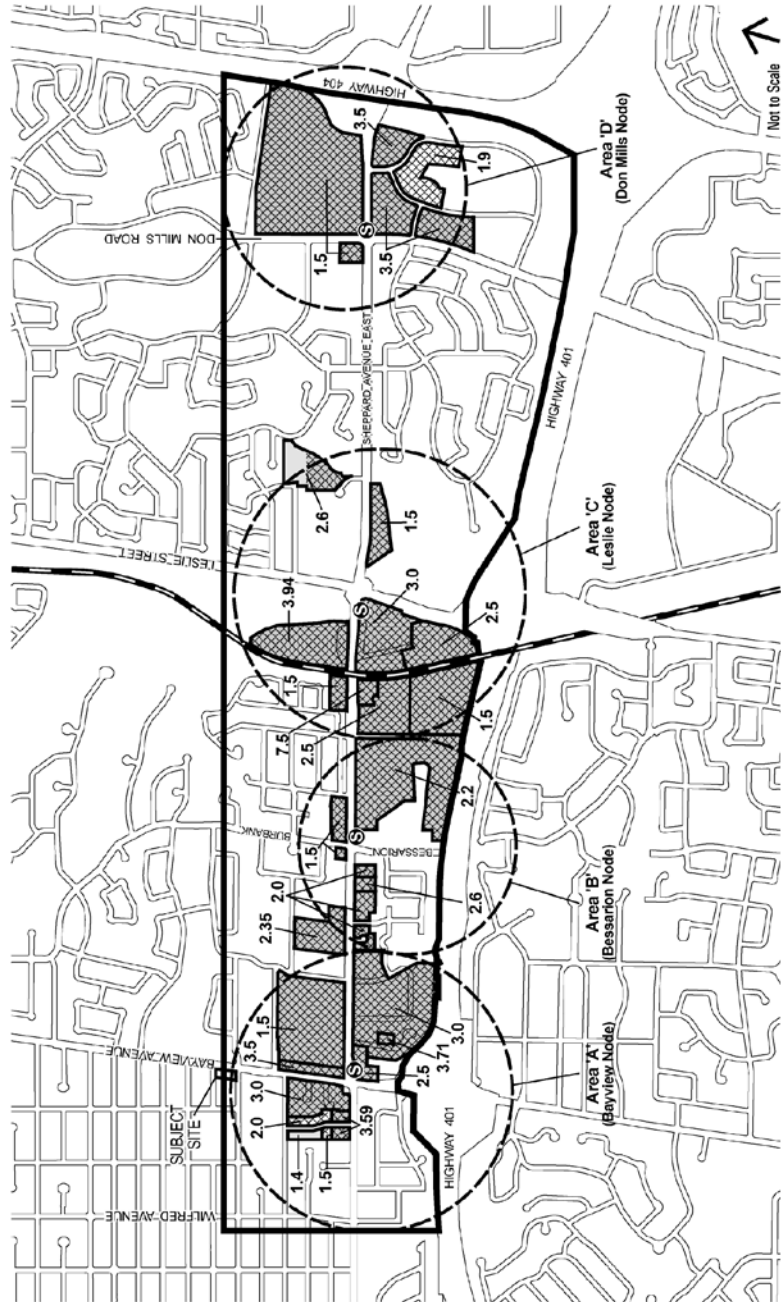 Not to Scale
HIGHWAY 404
3.5
1.9
Area 'D'
(Don Mills Node)
DON MILLS ROAD
1.5
S
3.5
SHEPPARD AVENUE EAST
HIGHWAY 401
2.6
1.5
LESLIE STREET
3.94
S
3.0
2.5
Area 'C'
(Leslie Node)
1.5
7.5
2.5
1.5
BURBANK
1.5
S
BESSARION
2.2
2.0
2.6
2.35
Area 'B'
(Bessarion Node)
BAYVIEW AVENUE
3.5
1.5
S
3.0
3.71
2.5
SUBJECT
SITE
3.0
2.0
3.59
1.4
1.5
Area 'A'
(Bayview Node)
HIGHWAY 401
WILFRED AVENUE